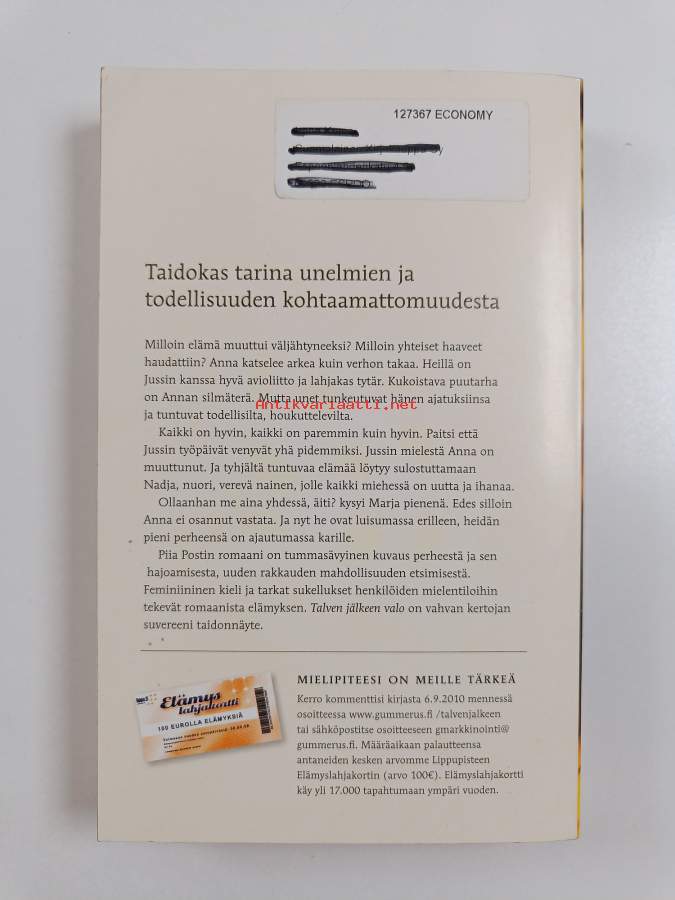 127367 ECONOMY
Taidokas tarina unelmien ja
todellisuuden kohtaamattomuudesta
Milloin elämä muuttui väljähtyneeksi? Milloin yhteiset haaveet
haudattiin? Anna katselee arkea kuin verhon takaa. Heillä on
Jussin kanssa hyvä avioliitto ja lahjakas tytär. Kukoistava puutarha
on Annan silmäterä. Mutta unet tunkeutuvat hänen ajatuksiinsa
Antikvariaatti.net
ja tuntuvat todellisilta, houkuttelevilta.
Kaikki on hyvin, kaikki on paremmin kuin hyvin. Paitsi että
Jussin työpäivät venyvät yhä pidemmiksi. Jussin mielestä Anna on
muuttunut. Ja tyhjältä tuntuvaa elämää löytyy sulostuttamaan
Nadja, nuori, verevä nainen, jolle kaikki miehessä on uutta ja ihanaa.
Ollaanhan me aina yhdessä, äiti? kysyi Marja pienenä. Edes silloin
Anna ei osannut vastata. Ja nyt he ovat luisumassa erilleen, heidän
pieni perheensä on ajautumassa karille.
Piia Postin romaani on tummasävyinen kuvaus perheestä ja sen
hajoamisesta, uuden rakkauden mahdollisuuden etsimisestä.
Feminiininen kieli ja tarkat sukellukset henkilöiden mielentiloihin
tekevät romaanista elämyksen. Talven jälkeen valo on vahvan kertojan
suvereeni taidonnäyte.
Elämys
lahjakortti
100 EUROLLA ELÄMYKSIÄ
MIELIPITEESI ON MEILLE TÄRKEÄ
Kerro kommenttisi kirjasta 6.9.2010 mennessä
osoitteessa www.gummerus.fi /talvenjalkeen
tai sähköpostitse osoitteeseen gmarkkinointi@
gummerus.fi. Määräaikaan palautteensa
antaneiden kesken arvomme Lippupisteen
Elämyslahjakortin (arvo 100€). Elämyslahjakortti
käy yli 17.000 tapahtumaan ympäri vuoden.